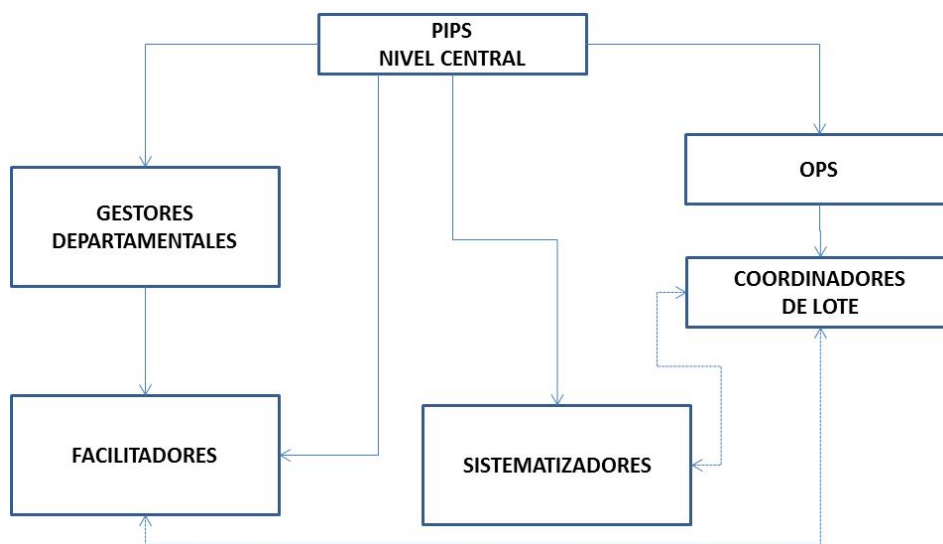 PIPS
NIVEL CENTRAL
GESTORES
DEPARTAMENTALES
OPS
COORDINADORES
DE LOTE
FACILITADORES
SISTEMATIZADORES